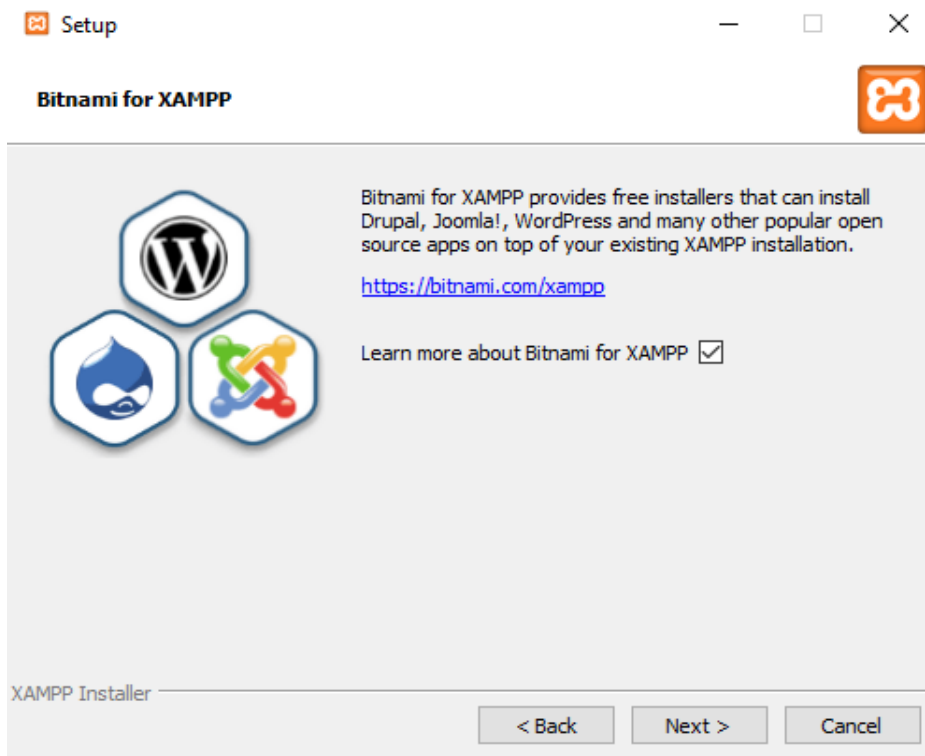 Setup
Bitnami for XAMPP
Bitnami for XAMPP provides free installers that can install
Drupal, Joomla!, WordPress and many other popular open
source apps on top of your existing XAMPP installation.
https://bitnami.com/xampp
Learn more about Bitnami for XAMPP
XAMPP Installer
< Back
Next >
Cancel